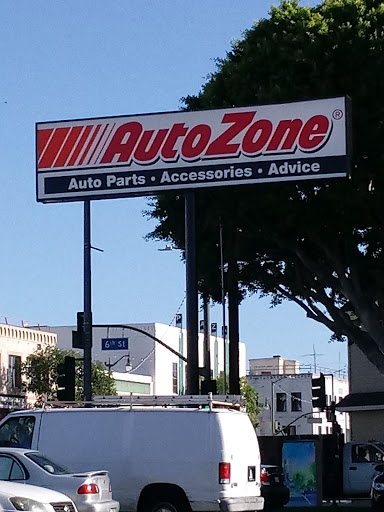 AutoZone®
Auto Parts • Accessories • Advice
6th St